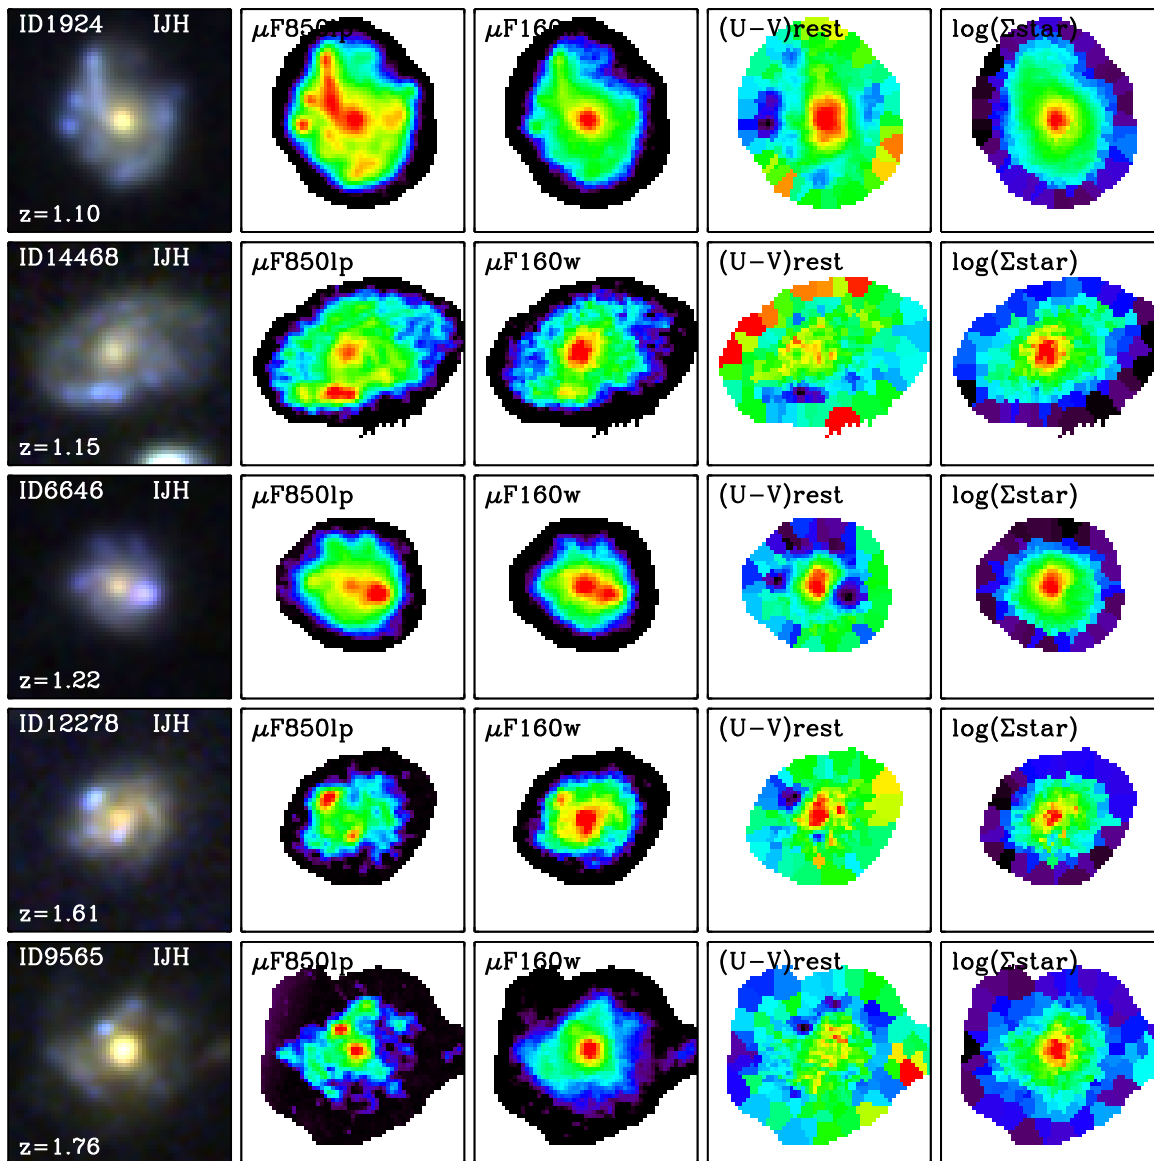 ID1924 IJH μF850lp μF160w (U-V)rest log(Σstar)
z=1.10
ID14468 IJH μF850lp μF160w (U-V)rest log(Σstar)
z=1.15
ID6646 IJH μF850lp μF160w (U-V)rest log(Σstar)
z=1.22
ID12278 IJH μF850lp μF160w (U-V)rest log(Σstar)
z=1.61
ID9565 IJH μF850lp μF160w (U-V)rest log(Σstar)
z=1.76